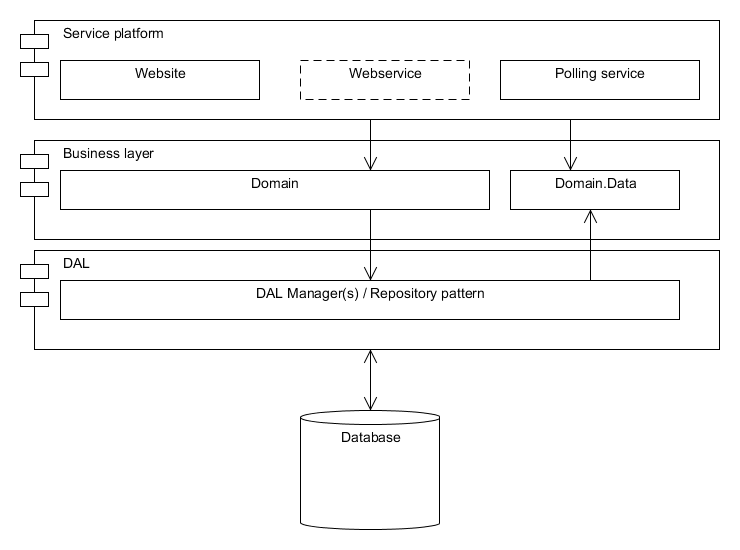 Service platform
Website
Webservice
Polling service
Business layer
Domain
Domain.Data
DAL
DAL Manager(s) / Repository pattern
Database